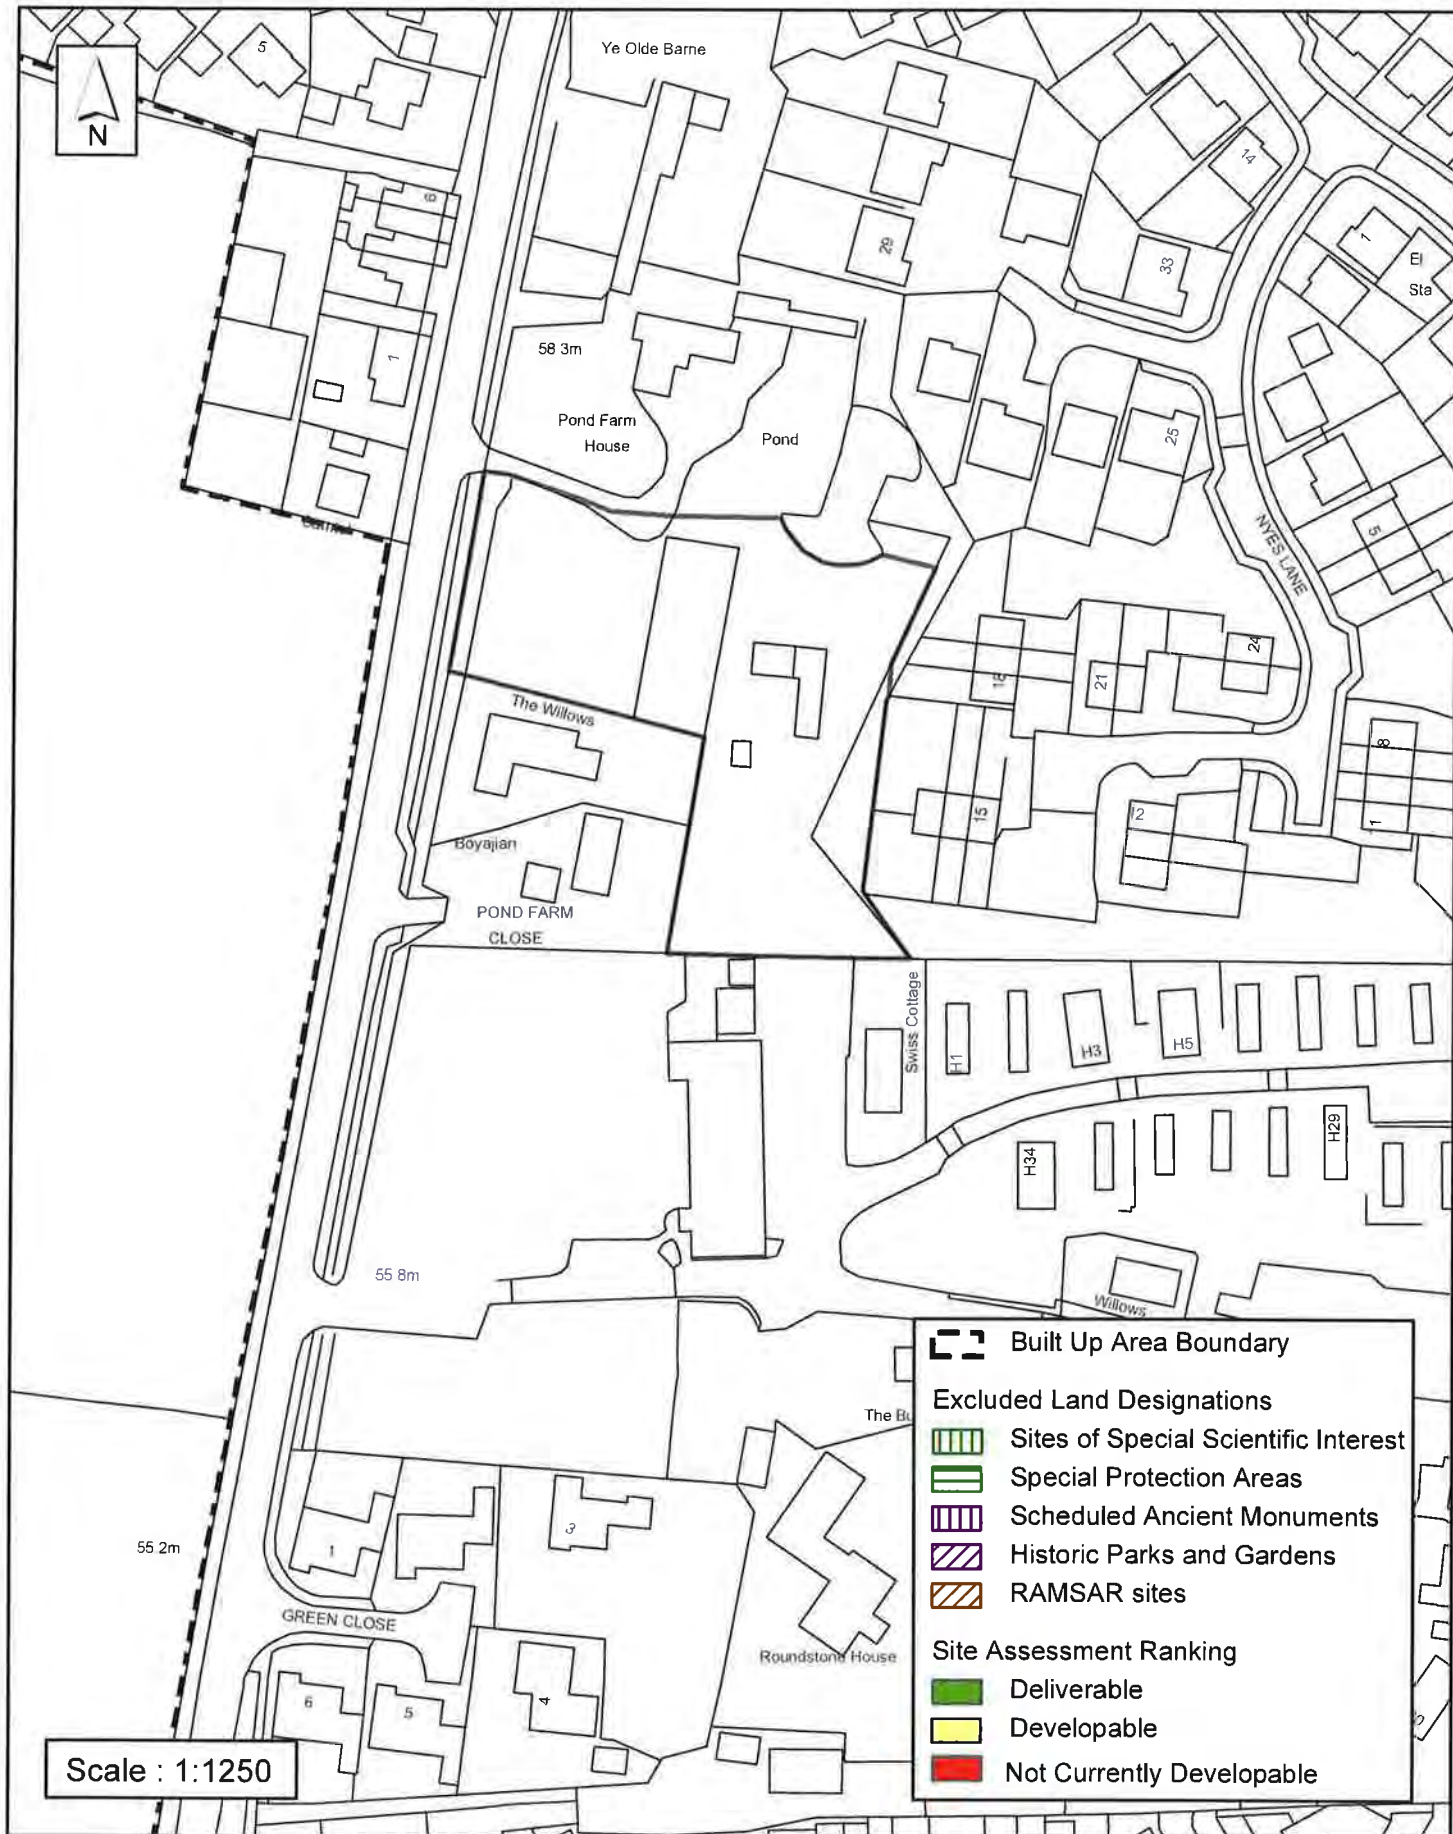 Ye Olde Barne
5
N
14
6
29
33
1
El
Sta
58 3m
1
Pond Farm
House
Pond
25
NYES LANE
5
The Willows
18
21
24
8
15
12
11
Boyajian
POND FARM
CLOSE
Swiss Cottage
H1
H3
H5
H34
H29
55 8m
Willows
The Bu
1
3
55 2m
GREEN CLOSE
Roundstone House
6
5
4
Built Up Area Boundary
Excluded Land Designations
Sites of Special Scientific Interest
Special Protection Areas
Scheduled Ancient Monuments
Historic Parks and Gardens
RAMSAR sites
Site Assessment Ranking
Deliverable
Developable
Not Currently Developable
Scale : 1:1250